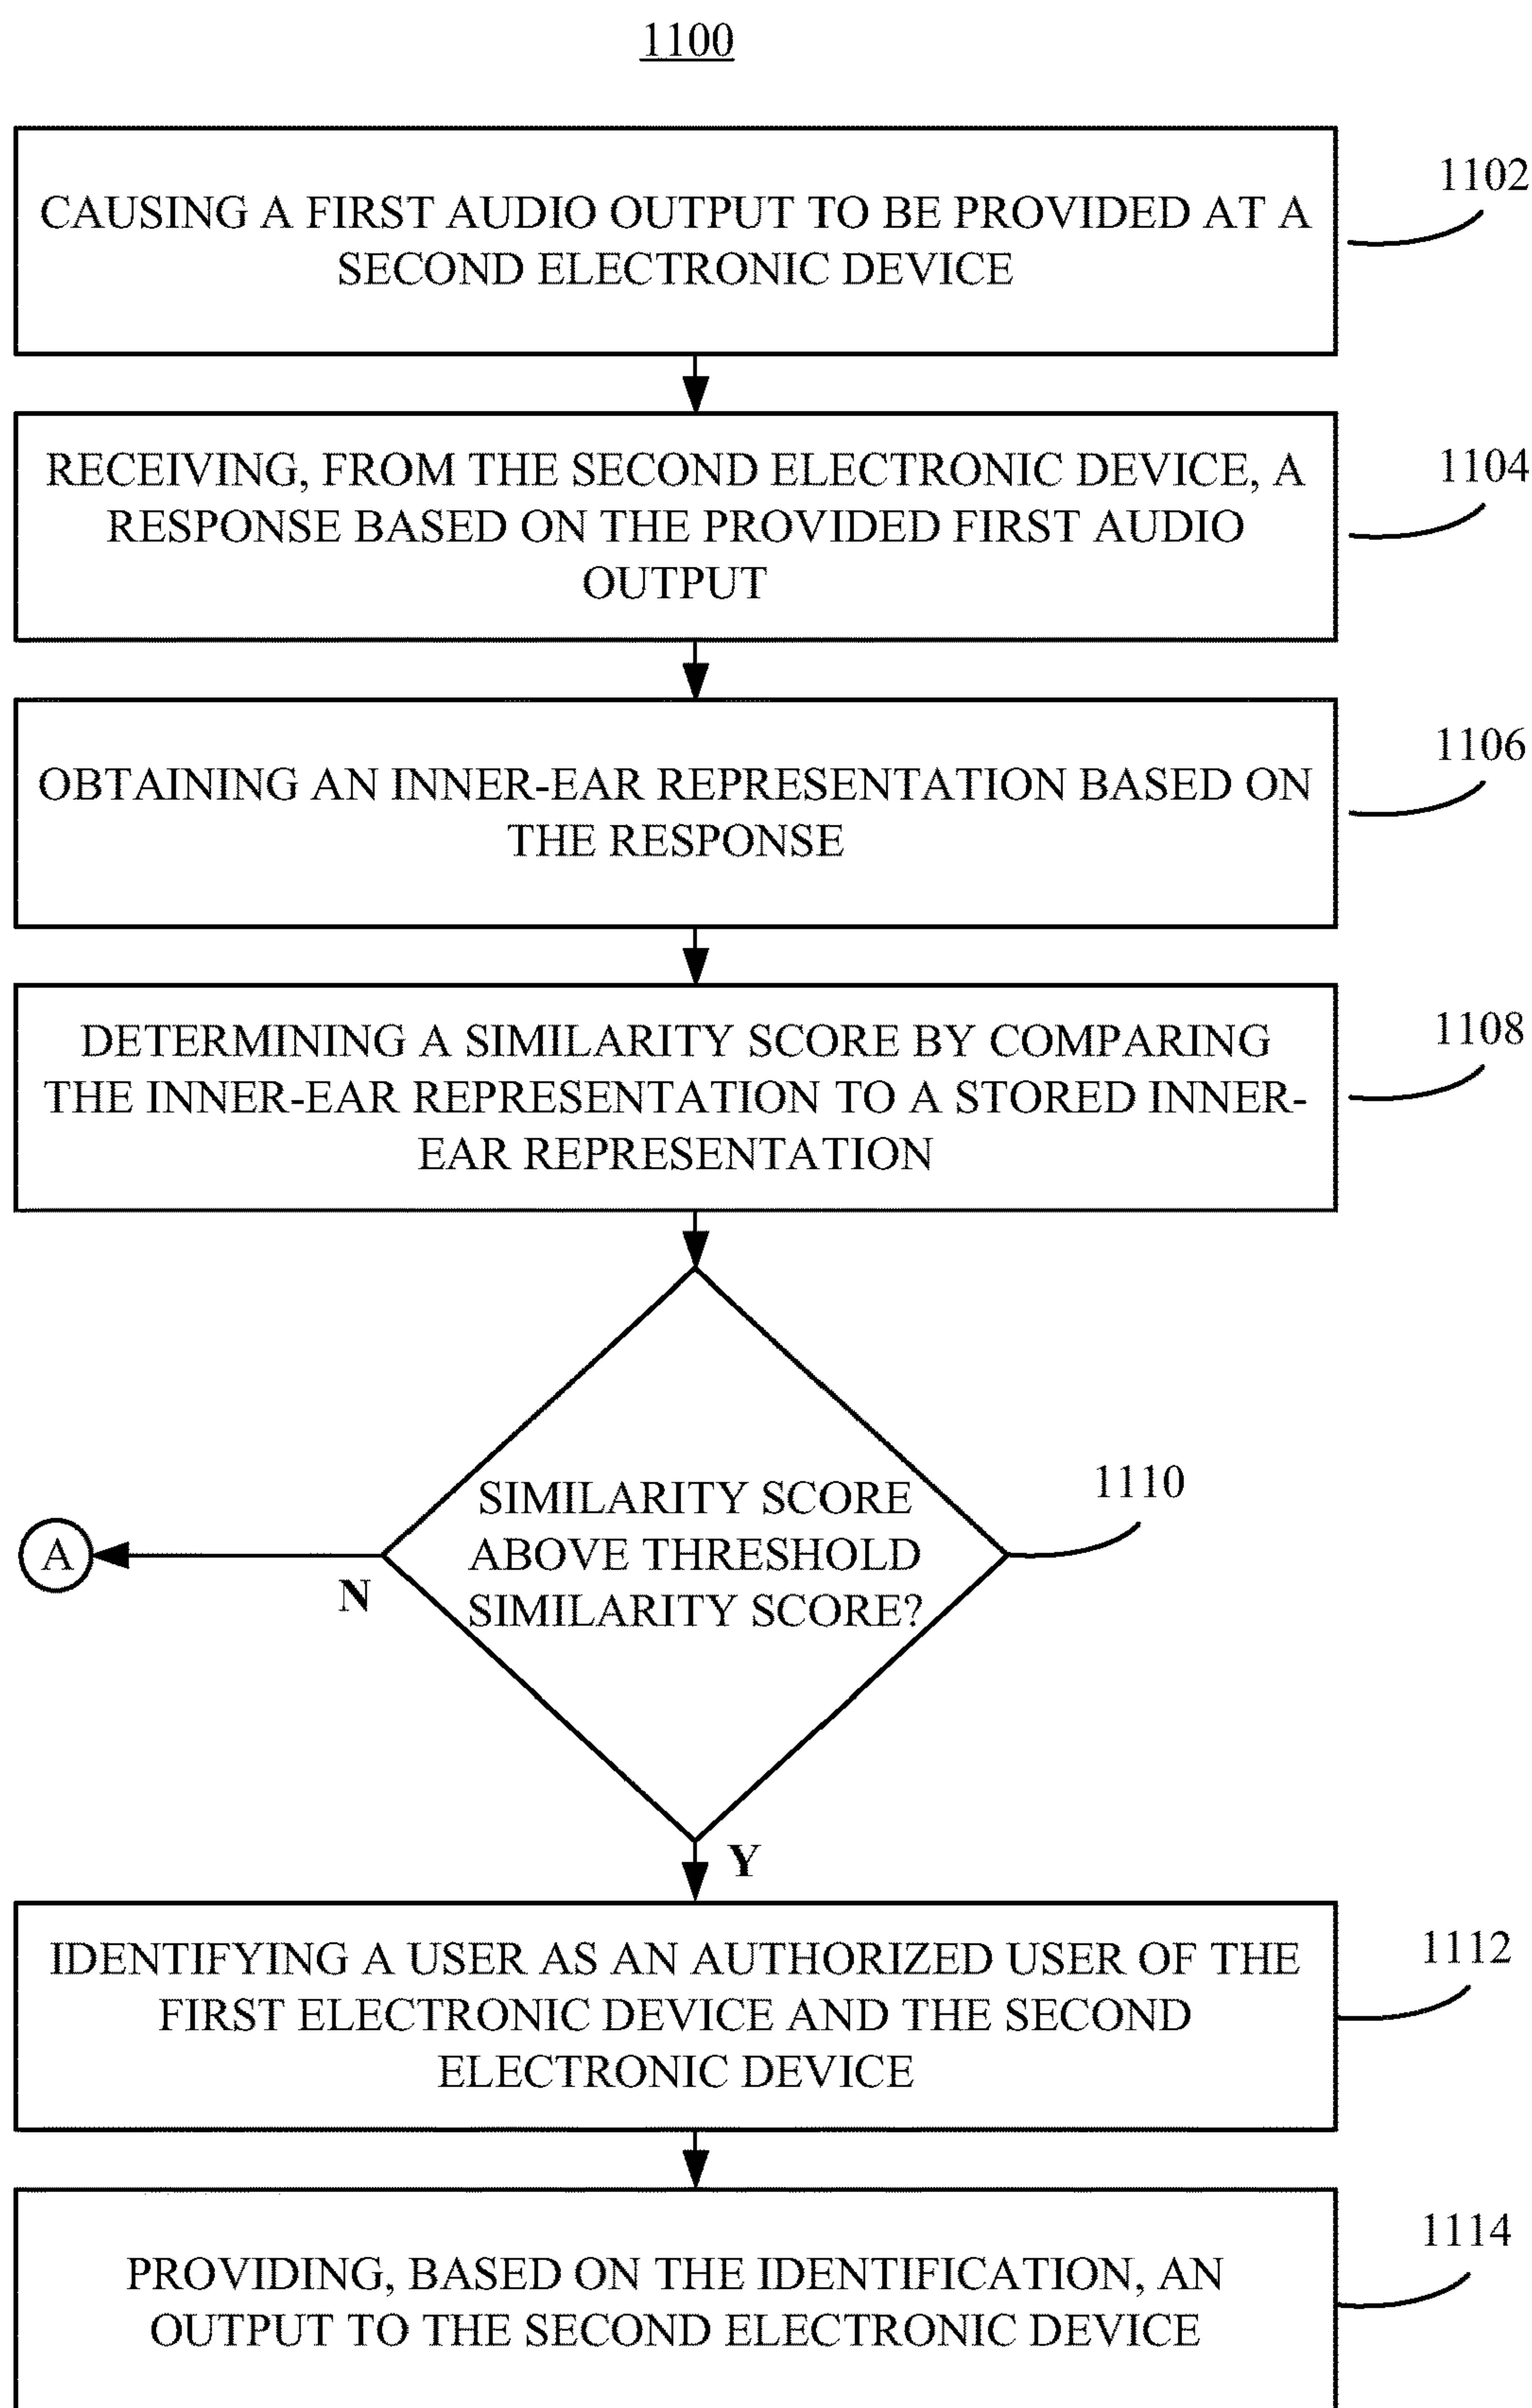 1100
CAUSING A FIRST AUDIO OUTPUT TO BE PROVIDED AT A
SECOND ELECTRONIC DEVICE
1102
RECEIVING, FROM THE SECOND ELECTRONIC DEVICE, A
RESPONSE BASED ON THE PROVIDED FIRST AUDIO
OUTPUT
1104
OBTAINING AN INNER-EAR REPRESENTATION BASED ON
THE RESPONSE
1106
DETERMINING A SIMILARITY SCORE BY COMPARING
THE INNER-EAR REPRESENTATION TO A STORED INNER-
EAR REPRESENTATION
1108
SIMILARITY SCORE
ABOVE THRESHOLD
SIMILARITY SCORE?
1110
A
N
Y
IDENTIFYING A USER AS AN AUTHORIZED USER OF THE
FIRST ELECTRONIC DEVICE AND THE SECOND
ELECTRONIC DEVICE
1112
PROVIDING, BASED ON THE IDENTIFICATION, AN
OUTPUT TO THE SECOND ELECTRONIC DEVICE
1114